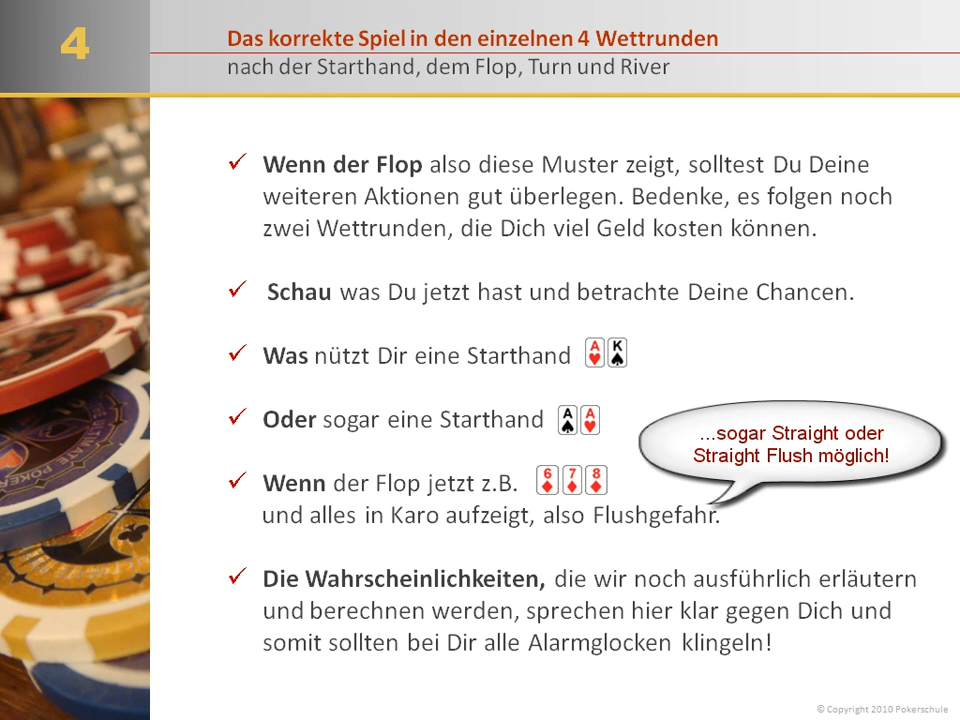 4
Das korrekte Spiel in den einzelnen 4 Wettrunden
nach der Starthand, dem Flop, Turn und River
Wenn der Flop also diese Muster zeigt, solltest Du Deine
weiteren Aktionen gut überlegen. Bedenke, es folgen noch
zwei Wettrunden, die Dich viel Geld kosten können.
Schau was Du jetzt hast und betrachte Deine Chancen.
Was nützt Dir eine Starthand A K
Oder sogar eine Starthand A A
...sogar Straight oder
Straight Flush möglich!
Wenn der Flop jetzt z.B. 6 7 8
und alles in Karo aufzeigt, also Flushgefahr.
Die Wahrscheinlichkeiten, die wir noch ausführlich erläutern
und berechnen werden, sprechen hier klar gegen Dich und
somit sollten bei Dir alle Alarmglocken klingeln!
© Copyright 2010 Pokerschule